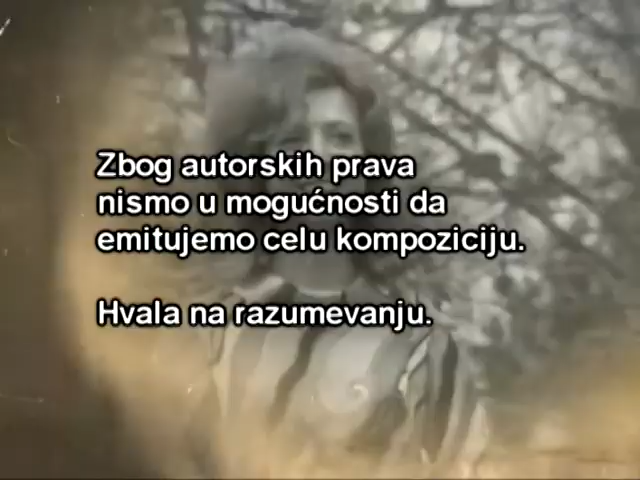 Zbog autorskih prava
nismo u mogućnosti da
emitujemo celu kompoziciju.
Hvala na razumevanju.